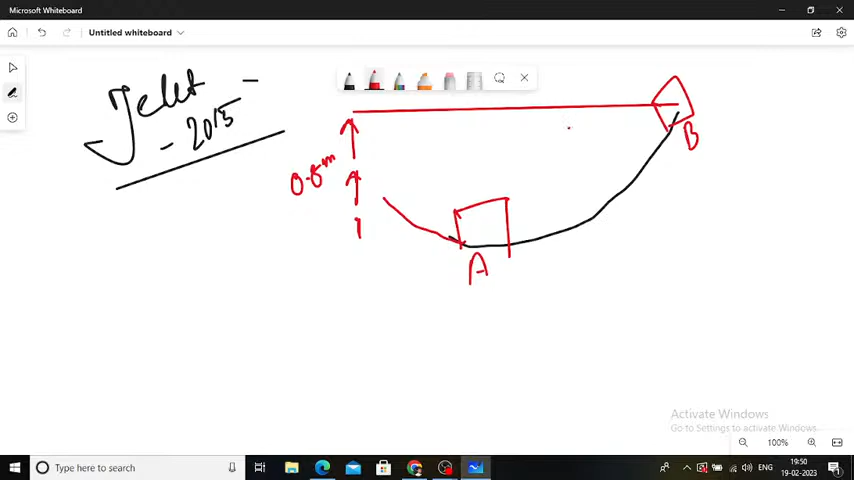 Microsoft Whiteboard
Untitled whiteboard
Jelet -
- 2015
0.8 m
B
A
Activate Windows
Go to Settings to activate Windows.
100%
Type here to search
ENG
19:50
19-02-2023